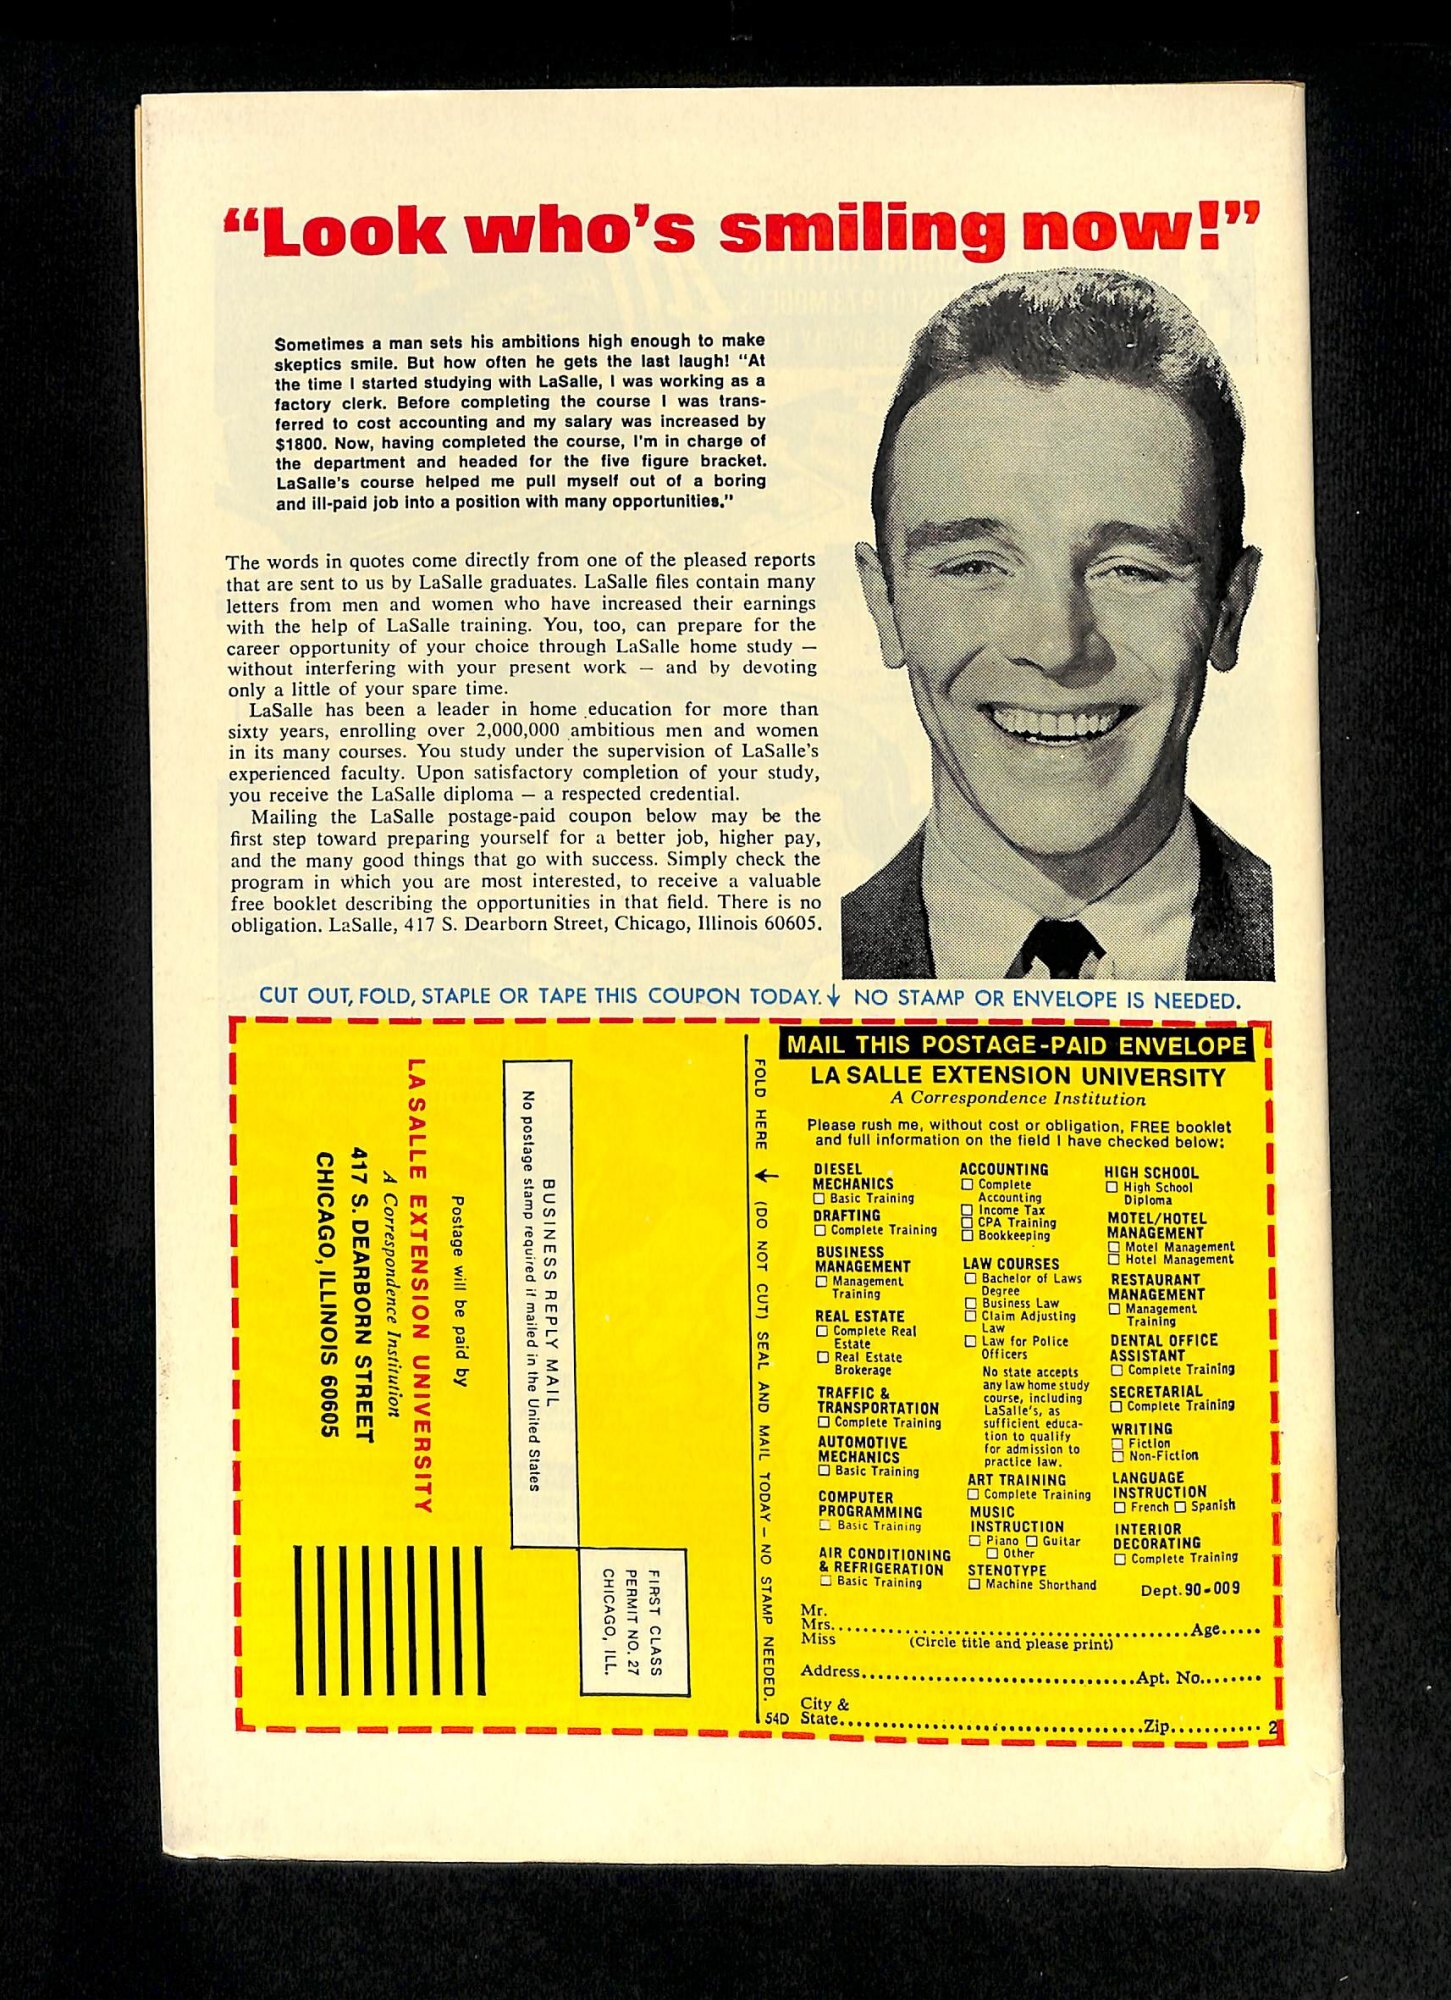 “Look who's smiling now!”
Sometimes a man sets his ambitions high enough to make
skeptics smile. But how often he gets the last laugh! “At
the time I started studying with LaSalle, I was working as a
factory clerk. Before completing the course I was trans-
ferred to cost accounting and my salary was increased by
$1800. Now, having completed the course, I'm in charge of
the department and headed for the five figure bracket.
LaSalle's course helped me pull myself out of a boring
and ill-paid job into a position with many opportunities.”
The words in quotes come directly from one of the pleased reports
that are sent to us by LaSalle graduates. LaSalle files contain many
letters from men and women who have increased their earnings
with the help of LaSalle training. You, too, can prepare for the
career opportunity of your choice through LaSalle home study —
without interfering with your present work — and by devoting
only a little of your spare time.
LaSalle has been a leader in home education for more than
sixty years, enrolling over 2,000,000 ambitious men and women
in its many courses. You study under the supervision of LaSalle's
experienced faculty. Upon satisfactory completion of your study,
you receive the LaSalle diploma — a respected credential.
Mailing the LaSalle postage-paid coupon below may be the
first step toward preparing yourself for a better job, higher pay,
and the many good things that go with success. Simply check the
program in which you are most interested, to receive a valuable
free booklet describing the opportunities in that field. There is no
obligation. LaSalle, 417 S. Dearborn Street, Chicago, Illinois 60605.
CUT OUT, FOLD, STAPLE OR TAPE THIS COUPON TODAY.↓ NO STAMP OR ENVELOPE IS NEEDED.
FIRST CLASS
PERMIT NO. 27
CHICAGO, ILL.
BUSINESS REPLY MAIL
No postage stamp required if mailed in the United States
Postage will be paid by
LA SALLE EXTENSION UNIVERSITY
A Correspondence Institution
417 S. DEARBORN STREET
CHICAGO, ILLINOIS 60605
FOLD HERE ↓ (DO NOT CUT) SEAL AND MAIL TODAY — NO STAMP NEEDED.
54D
MAIL THIS POSTAGE-PAID ENVELOPE
LA SALLE EXTENSION UNIVERSITY
A Correspondence Institution
Please rush me, without cost or obligation, FREE booklet
and full information on the field I have checked below:
DIESEL
MECHANICS
☐ Basic Training
DRAFTING
☐ Complete Training
BUSINESS
MANAGEMENT
☐ Management
Training
REAL ESTATE
☐ Complete Real
Estate
☐ Real Estate
Brokerage
TRAFFIC &
TRANSPORTATION
☐ Complete Training
AUTOMOTIVE
MECHANICS
☐ Basic Training
COMPUTER
PROGRAMMING
☐ Basic Training
AIR CONDITIONING
& REFRIGERATION
☐ Basic Training
ACCOUNTING
☐ Complete
Accounting
☐ Income Tax
☐ CPA Training
☐ Bookkeeping
LAW COURSES
☐ Bachelor of Laws
Degree
☐ Business Law
☐ Claim Adjusting
Law
☐ Law for Police
Officers
No state accepts
any law home study
course, including
LaSalle's, as
sufficient educa-
tion to qualify
for admission to
practice law.
ART TRAINING
☐ Complete Training
MUSIC
INSTRUCTION
☐ Piano ☐ Guitar
☐ Other
STENOTYPE
☐ Machine Shorthand
HIGH SCHOOL
☐ High School
Diploma
MOTEL/HOTEL
MANAGEMENT
☐ Motel Management
☐ Hotel Management
RESTAURANT
MANAGEMENT
☐ Management
Training
DENTAL OFFICE
ASSISTANT
☐ Complete Training
SECRETARIAL
☐ Complete Training
WRITING
☐ Fiction
☐ Non-Fiction
LANGUAGE
INSTRUCTION
☐ French ☐ Spanish
INTERIOR
DECORATING
☐ Complete Training
Dept. 90-009
Mr.
Mrs. Age
Miss (Circle title and please print)
Address Apt. No.
City &
State Zip 2